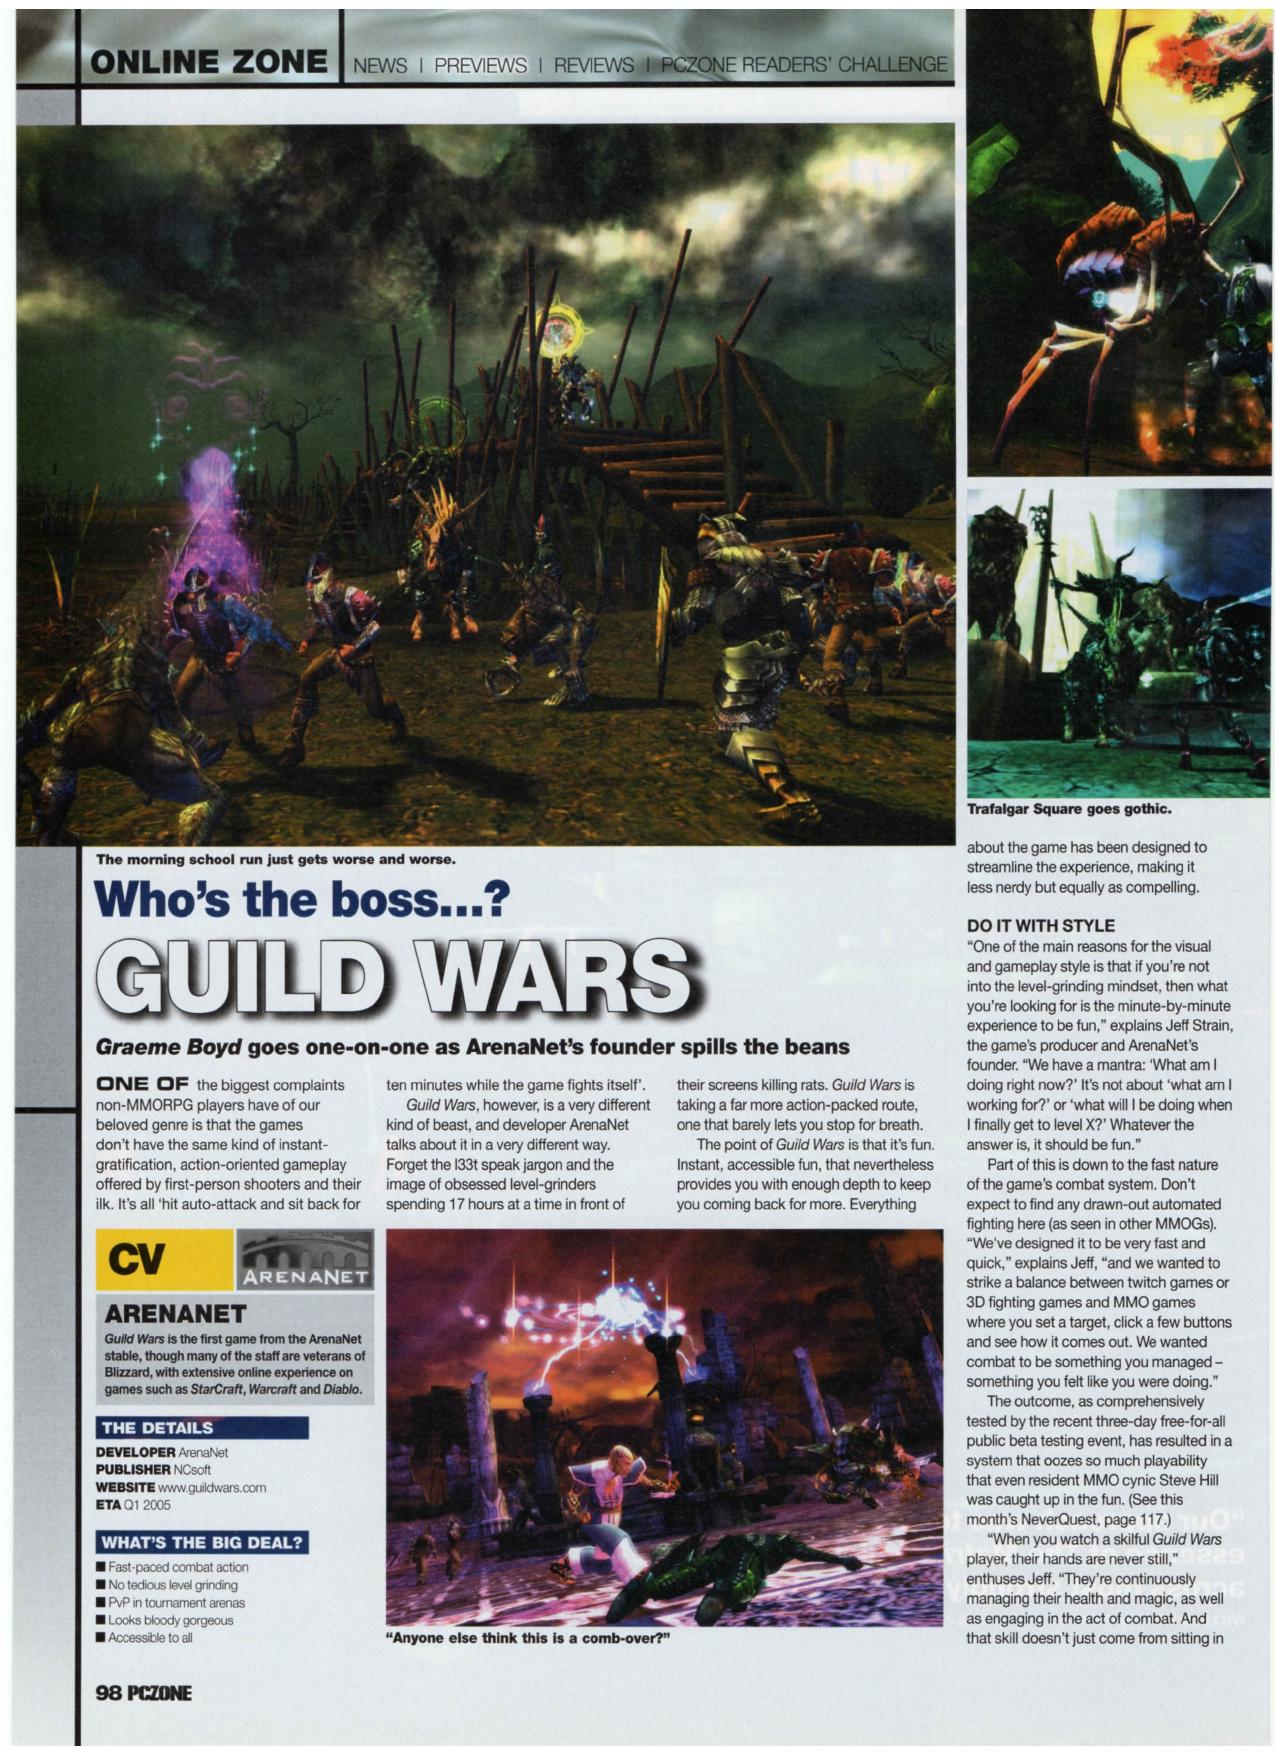 ONLINE ZONE
NEWS | PREVIEWS | REVIEWS | PCZONE READERS' CHALLENGE
The morning school run just gets worse and worse.
Trafalgar Square goes gothic.
Who's the boss...?
GUILD WARS
Graeme Boyd goes one-on-one as ArenaNet's founder spills the beans
ONE OF the biggest complaints
non-MMORPG players have of our
beloved genre is that the games
don't have the same kind of instant-
gratification, action-oriented gameplay
offered by first-person shooters and their
ilk. It's all 'hit auto-attack and sit back for
ten minutes while the game fights itself'.
Guild Wars, however, is a very different
kind of beast, and developer ArenaNet
talks about it in a very different way.
Forget the l33t speak jargon and the
image of obsessed level-grinders
spending 17 hours at a time in front of
their screens killing rats. Guild Wars is
taking a far more action-packed route,
one that barely lets you stop for breath.
The point of Guild Wars is that it's fun.
Instant, accessible fun, that nevertheless
provides you with enough depth to keep
you coming back for more. Everything
about the game has been designed to
streamline the experience, making it
less nerdy but equally as compelling.
DO IT WITH STYLE
"One of the main reasons for the visual
and gameplay style is that if you're not
into the level-grinding mindset, then what
you're looking for is the minute-by-minute
experience to be fun," explains Jeff Strain,
the game's producer and ArenaNet's
founder. "We have a mantra: 'What am I
doing right now?' It's not about 'what am I
working for?' or 'what will I be doing when
I finally get to level X?' Whatever the
answer is, it should be fun."
Part of this is down to the fast nature
of the game's combat system. Don't
expect to find any drawn-out automated
fighting here (as seen in other MMOGs).
"We've designed it to be very fast and
quick," explains Jeff, "and we wanted to
strike a balance between twitch games or
3D fighting games and MMO games
where you set a target, click a few buttons
and see how it comes out. We wanted
combat to be something you managed –
something you felt like you were doing."
The outcome, as comprehensively
tested by the recent three-day free-for-all
public beta testing event, has resulted in a
system that oozes so much playability
that even resident MMO cynic Steve Hill
was caught up in the fun. (See this
month's NeverQuest, page 117.)
"When you watch a skilful Guild Wars
player, their hands are never still,"
enthuses Jeff. "They're continuously
managing their health and magic, as well
as engaging in the act of combat. And
that skill doesn't just come from sitting in
CV
ARENANET
ARENANET
Guild Wars is the first game from the ArenaNet
stable, though many of the staff are veterans of
Blizzard, with extensive online experience on
games such as StarCraft, Warcraft and Diablo.
THE DETAILS
DEVELOPER ArenaNet
PUBLISHER NCsoft
WEBSITE www.guildwars.com
ETA Q1 2005
WHAT'S THE BIG DEAL?
■ Fast-paced combat action
■ No tedious level grinding
■ PvP in tournament arenas
■ Looks bloody gorgeous
■ Accessible to all
"Anyone else think this is a comb-over?"
98 PCZONE